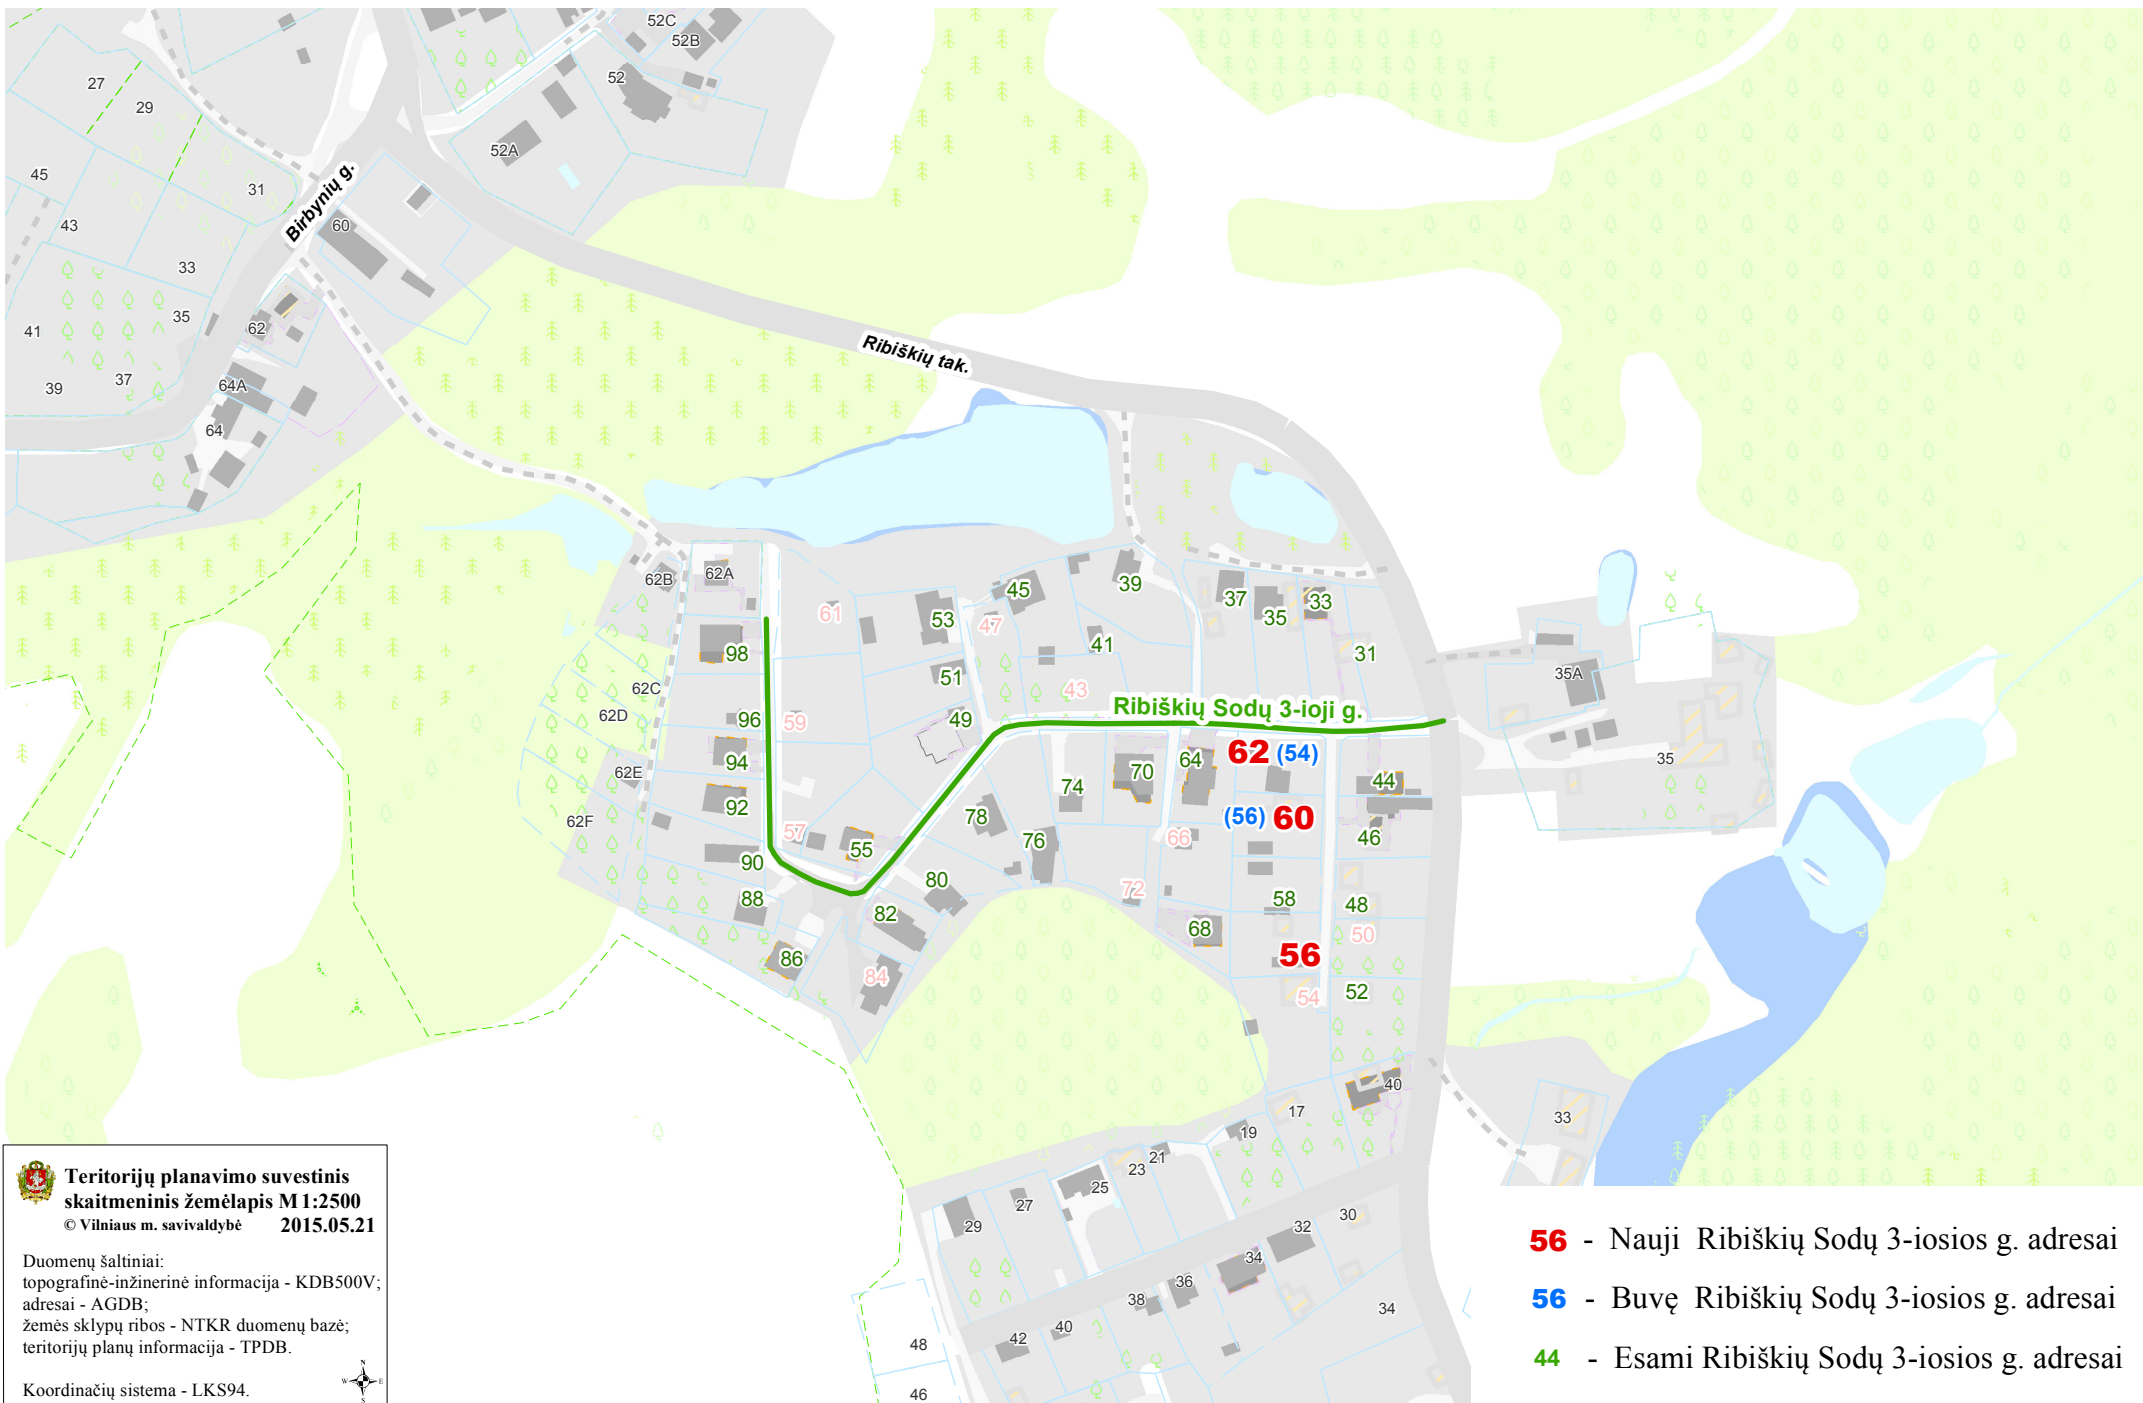 52C
52B
52
27
29
52A
45
31
Birbynių g.
60
43
33
35
62
41
Ribiškių tak.
37
64A
39
64
62B
62A
45
39
37
33
61
53
35
47
41
98
31
51
35A
62C
43
Ribiškių Sodų 3-ioji g.
62D
96
59
49
62 (54)
64
35
94
70
62E
44
74
92
(56) 60
62F
78
57
66
46
76
55
90
80
72
88
58
48
82
68
50
56
86
84
52
54
40
17
33
19
21
23
25
27
29
30
32
34
36
38
34
40
42
48
46
Teritorijų planavimo suvestinis
skaitmeninis žemėlapis M 1:2500
© Vilniaus m. savivaldybė 2015.05.21
Duomenų šaltiniai:
topografinė-inžinerinė informacija - KDB500V;
adresai - AGDB;
žemės sklypų ribos - NTKR duomenų bazė;
teritorijų planų informacija - TPDB.
Koordinačių sistema - LKS94.
N
W E
S
56 - Nauji Ribiškių Sodų 3-iosios g. adresai
56 - Buvę Ribiškių Sodų 3-iosios g. adresai
44 - Esami Ribiškių Sodų 3-iosios g. adresai